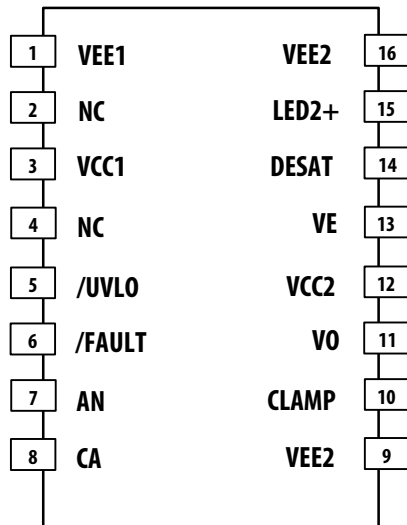 1 VEE1 VEE2 16
2 NC LED2+ 15
3 VCC1 DESAT 14
4 NC VE 13
5 /UVLO VCC2 12
6 /FAULT VO 11
7 AN CLAMP 10
8 CA VEE2 9